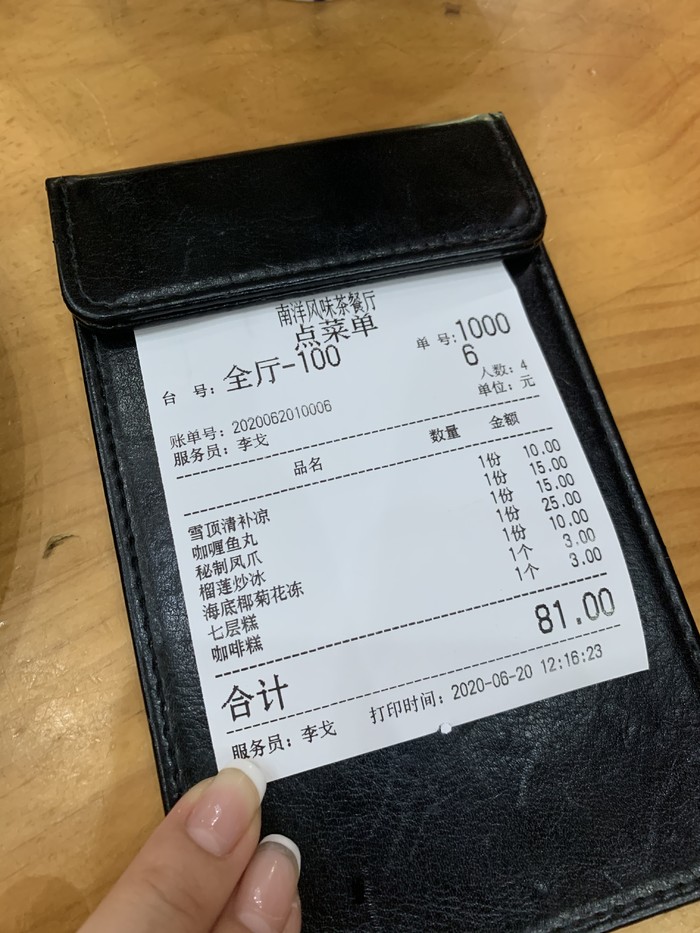 南洋风味茶餐厅
点菜单
台 号: 全厅-100 单 号:1000
6
人数: 4
账单号: 2020062010006 单位: 元
服务员: 李戈
品名 数量 金额
雪顶清补凉 1份 10.00
咖喱鱼丸 1份 15.00
秘制凤爪 1份 15.00
榴莲炒冰 1份 25.00
海底椰菊花冻 1份 10.00
七层糕 1个 3.00
咖啡糕 1个 3.00
合计 81.00
服务员: 李戈 打印时间: 2020-06-20 12:16:23